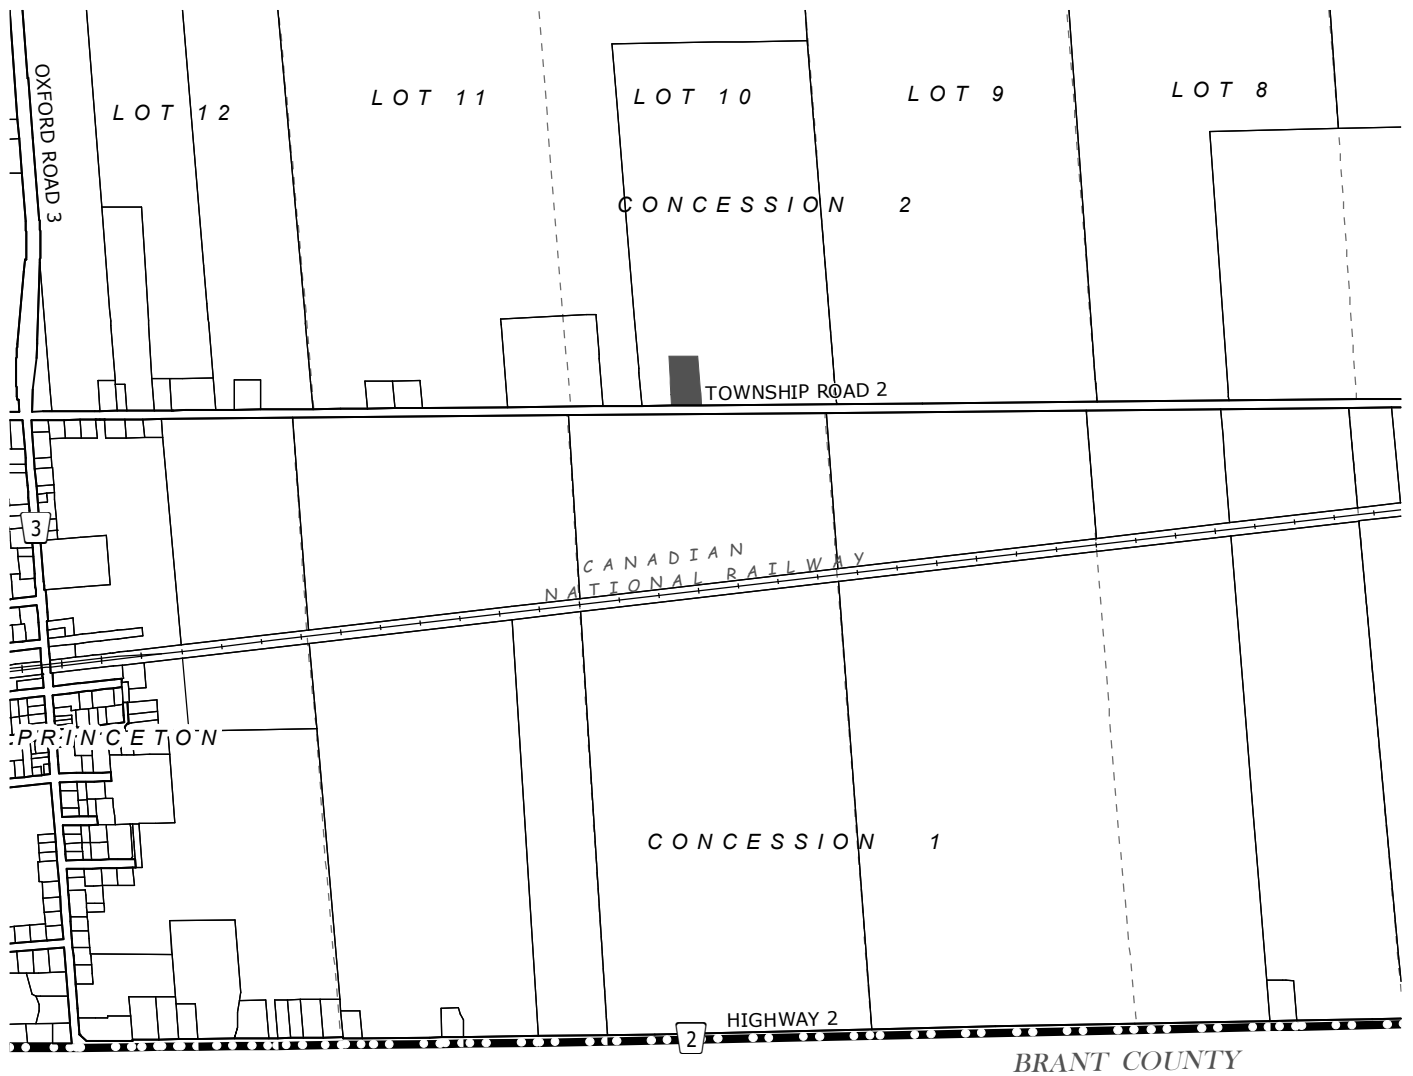 OXFORD ROAD 3
LOT 12
LOT 11
LOT 10
LOT 9
LOT 8
CONCESSION 2
TOWNSHIP ROAD 2
3
CANADIAN
NATIONAL RAILWAY
PRINCETON
CONCESSION 1
HIGHWAY 2
2
BRANT COUNTY